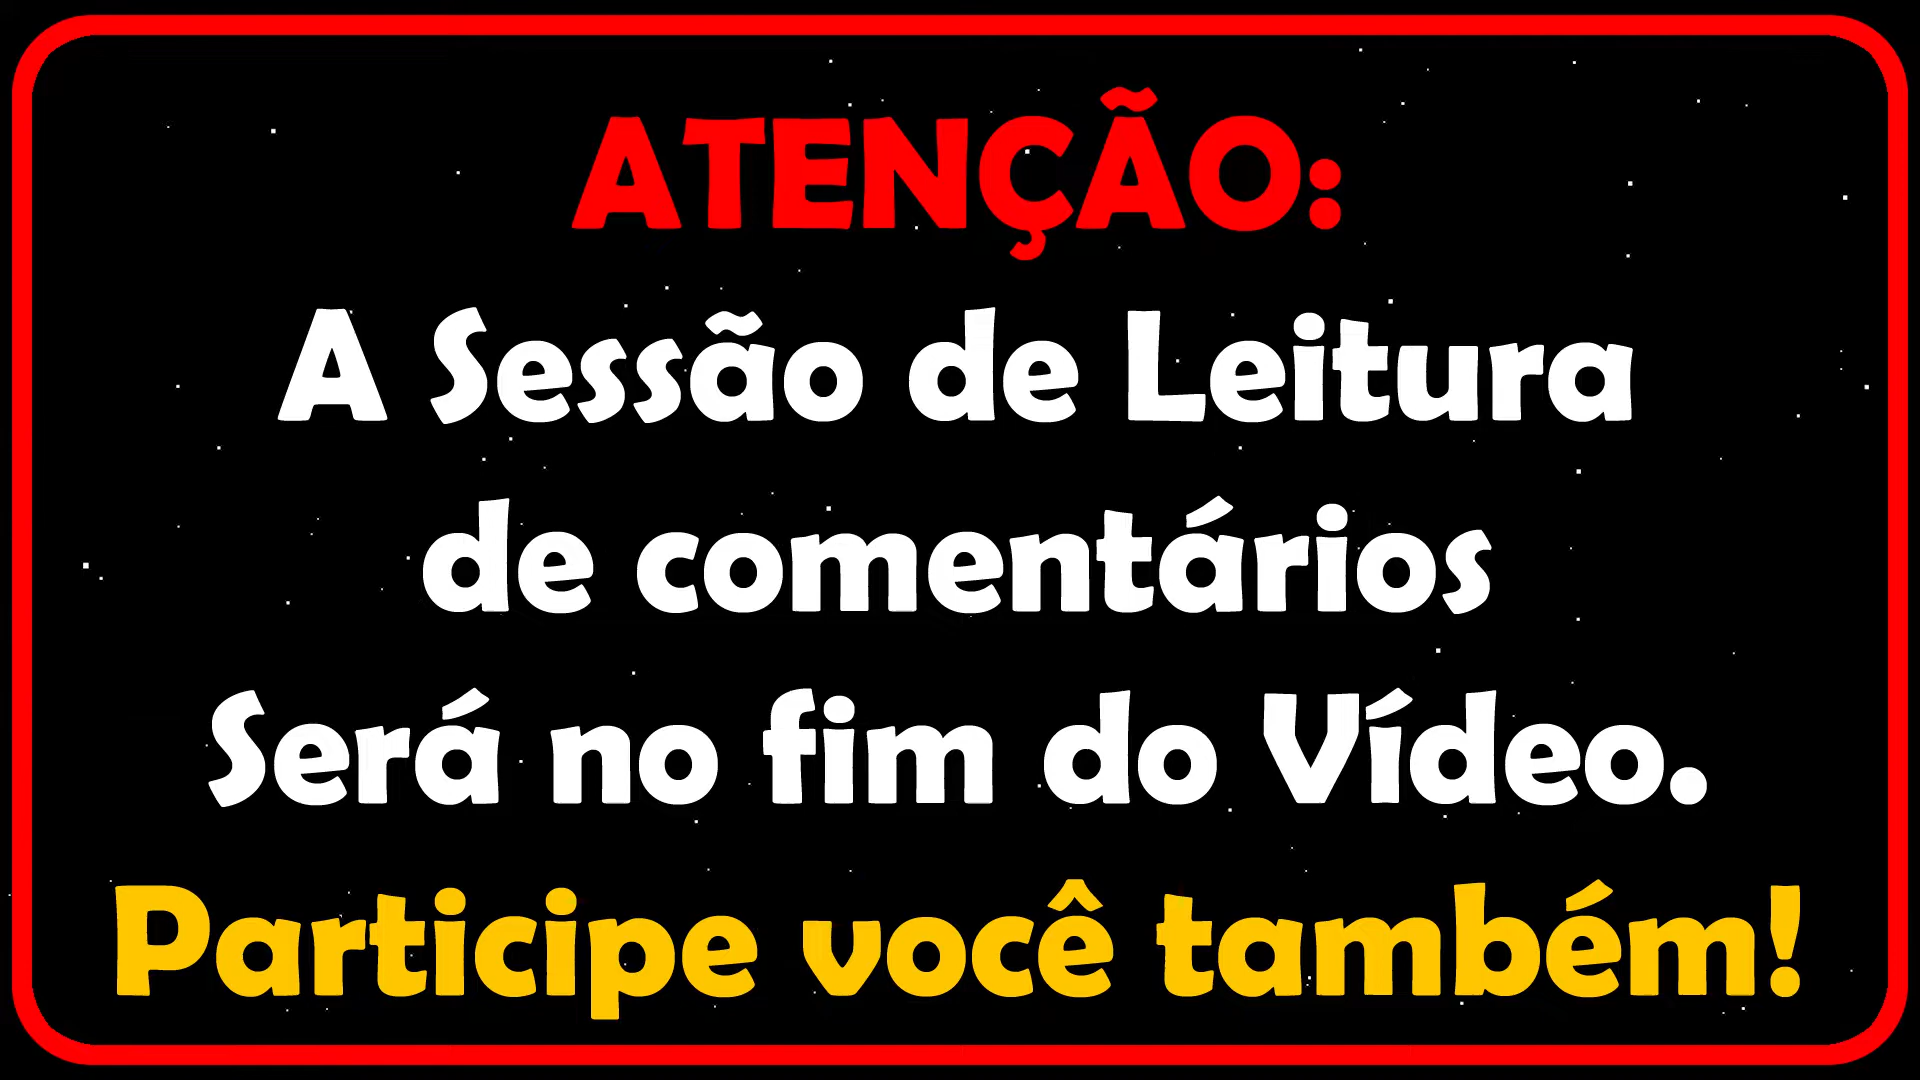 ATENÇÃO:
A Sessão de Leitura
de comentários
Será no fim do Vídeo.
Participe você também!